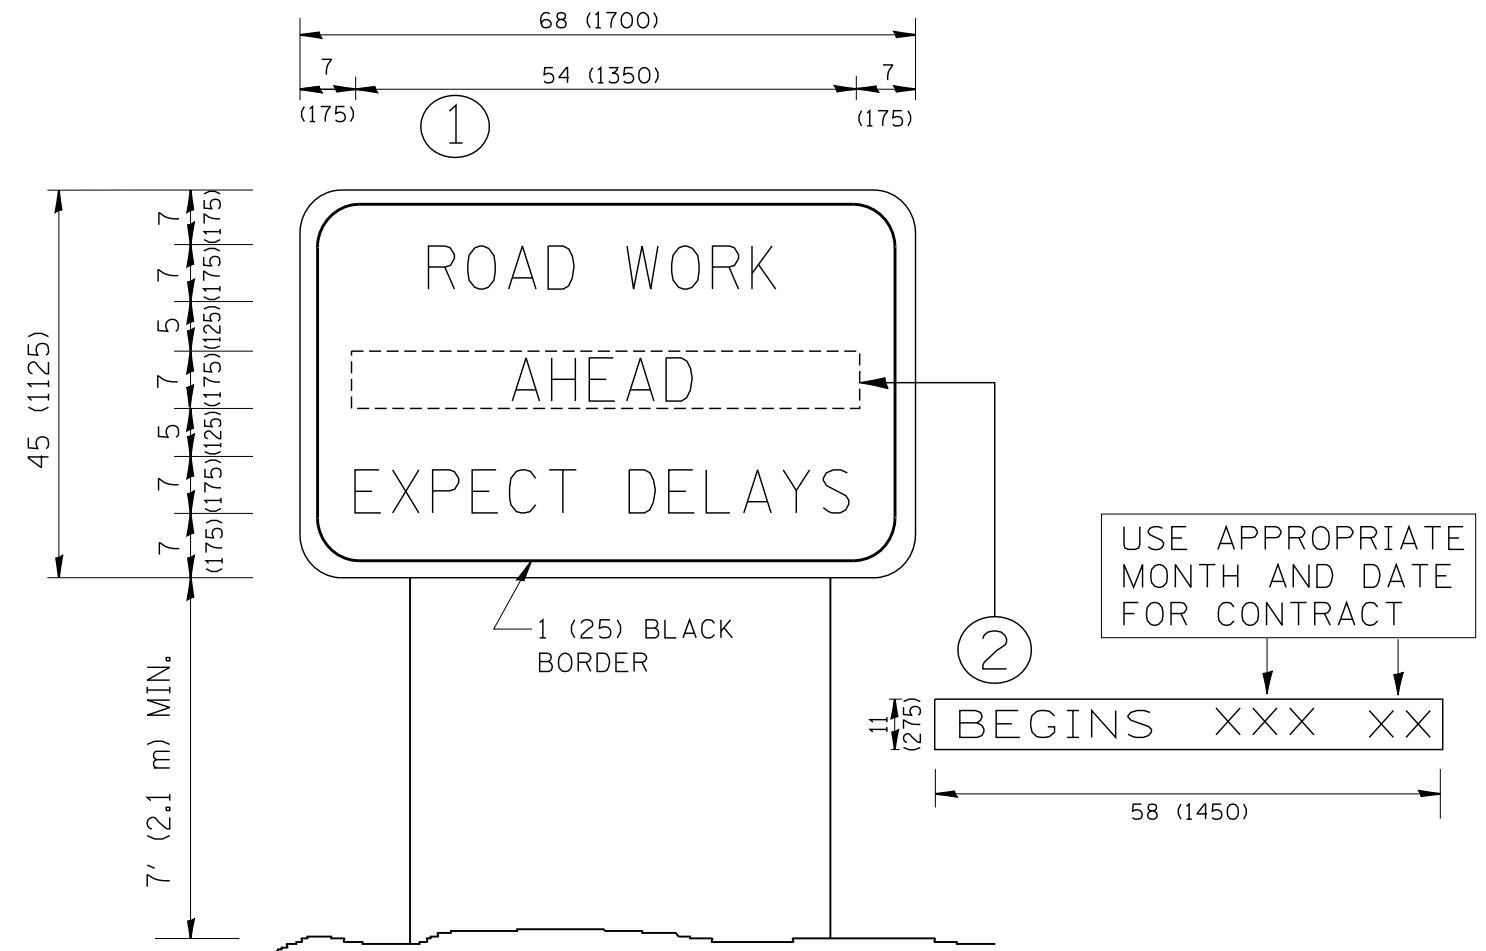 68 (1700)
7
54 (1350)
7
(175)
(175)
1
45 (1125)
7
(175)
7
(175)
5
(125)
7
(175)
5
(125)
7
(175)
7
(175)
ROAD WORK
AHEAD
EXPECT DELAYS
1 (25) BLACK
BORDER
7' (2.1 m) MIN.
USE APPROPRIATE
MONTH AND DATE
FOR CONTRACT
2
11
(275)
BEGINS XXX XX
58 (1450)